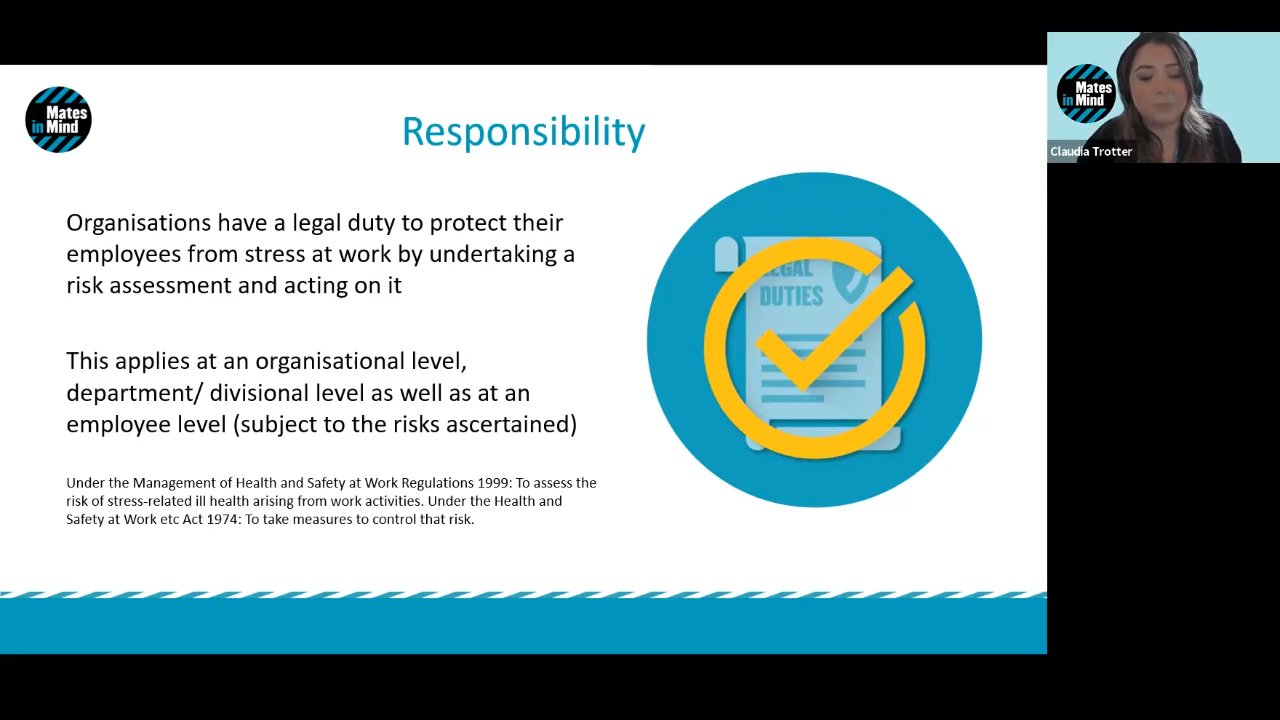 Mates
in Mind
Responsibility
Organisations have a legal duty to protect their
employees from stress at work by undertaking a
risk assessment and acting on it
This applies at an organisational level,
department/ divisional level as well as at an
employee level (subject to the risks ascertained)
Under the Management of Health and Safety at Work Regulations 1999: To assess the
risk of stress-related ill health arising from work activities. Under the Health and
Safety at Work etc Act 1974: To take measures to control that risk.
LEGAL
DUTIES
Mates
in Mind
Claudia Trotter